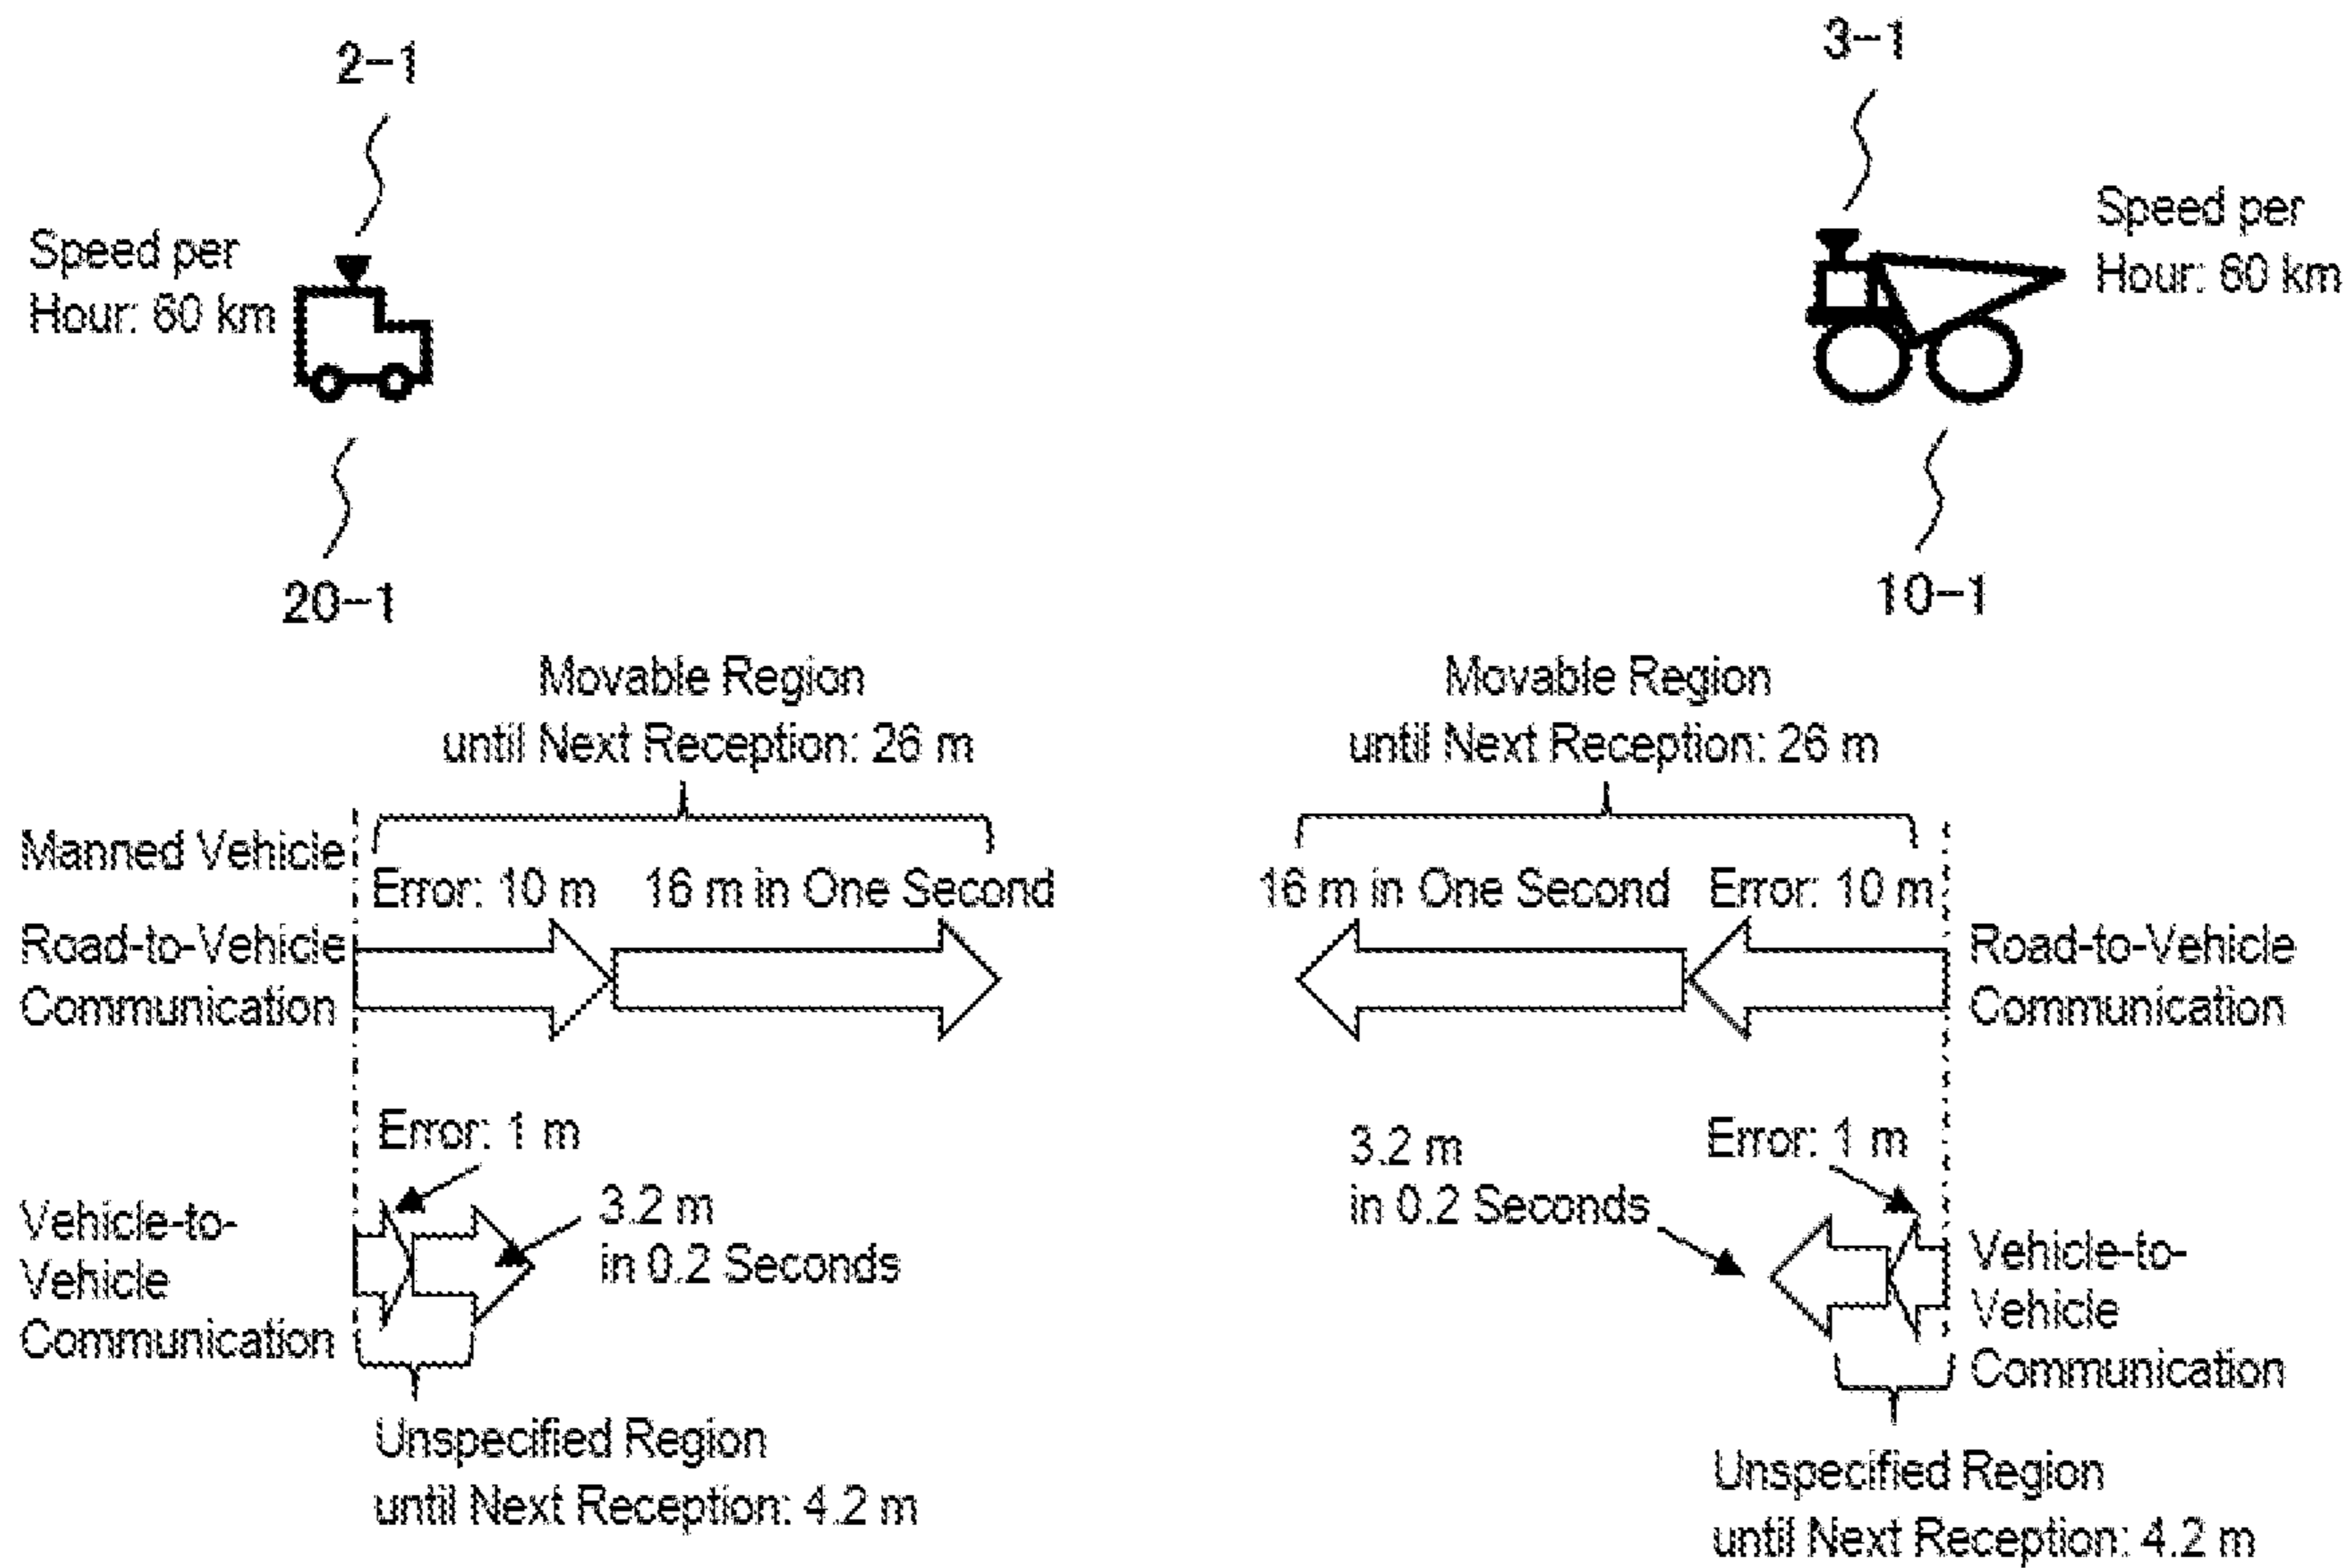 2-1
3-1
Speed per
Hour: 60 km
Speed per
Hour: 60 km
20-1
10-1
Movable Region
until Next Reception: 26 m
Movable Region
until Next Reception: 26 m
Manned Vehicle
Error: 10 m
16 m in One Second
16 m in One Second
Error: 10 m
Road-to-Vehicle
Communication
Road-to-Vehicle
Communication
Error: 1 m
3.2 m
in 0.2 Seconds
3.2 m
in 0.2 Seconds
Error: 1 m
Vehicle-to-
Vehicle
Communication
Vehicle-to-
Vehicle
Communication
Unspecified Region
until Next Reception: 4.2 m
Unspecified Region
until Next Reception: 4.2 m